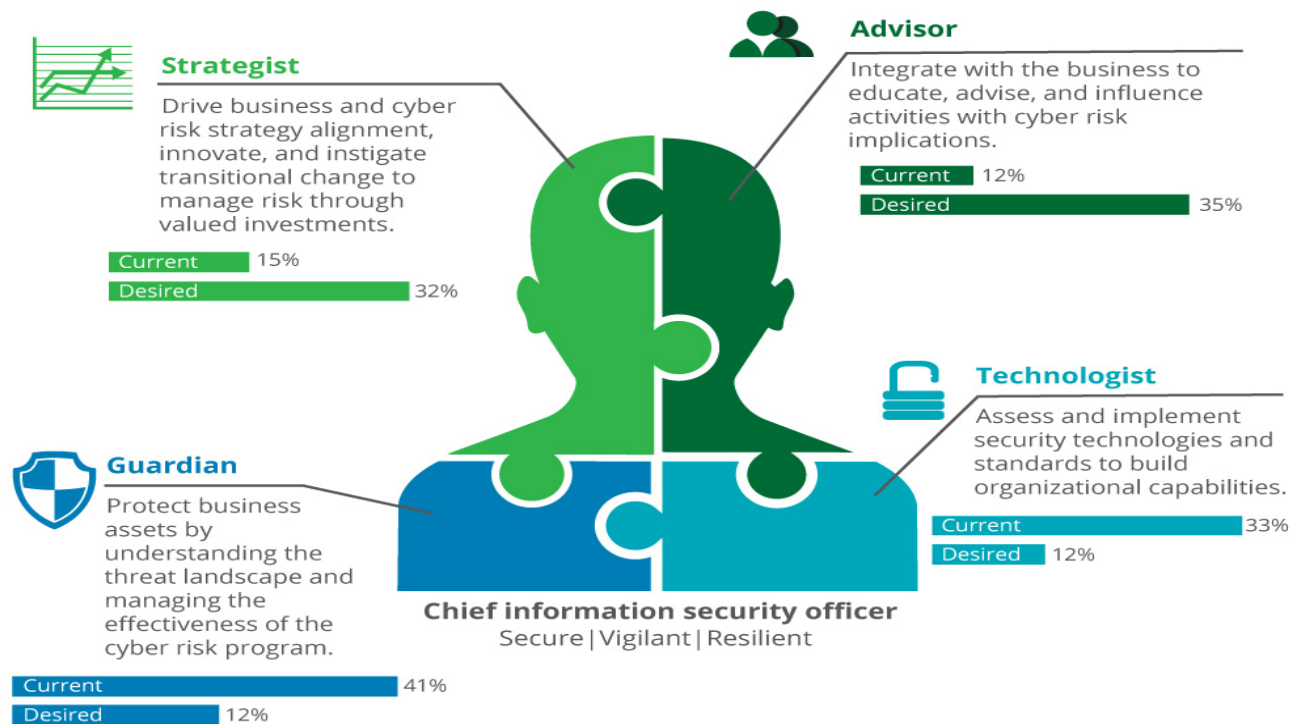 Strategist
Drive business and cyber
risk strategy alignment,
innovate, and instigate
transitional change to
manage risk through
valued investments.
Current 15%
Desired 32%
Advisor
Integrate with the business to
educate, advise, and influence
activities with cyber risk
implications.
Current 12%
Desired 35%
Guardian
Protect business
assets by
understanding the
threat landscape and
managing the
effectiveness of the
cyber risk program.
Current 41%
Desired 12%
Technologist
Assess and implement
security technologies and
standards to build
organizational capabilities.
Current 33%
Desired 12%
Chief information security officer
Secure|Vigilant|Resilient